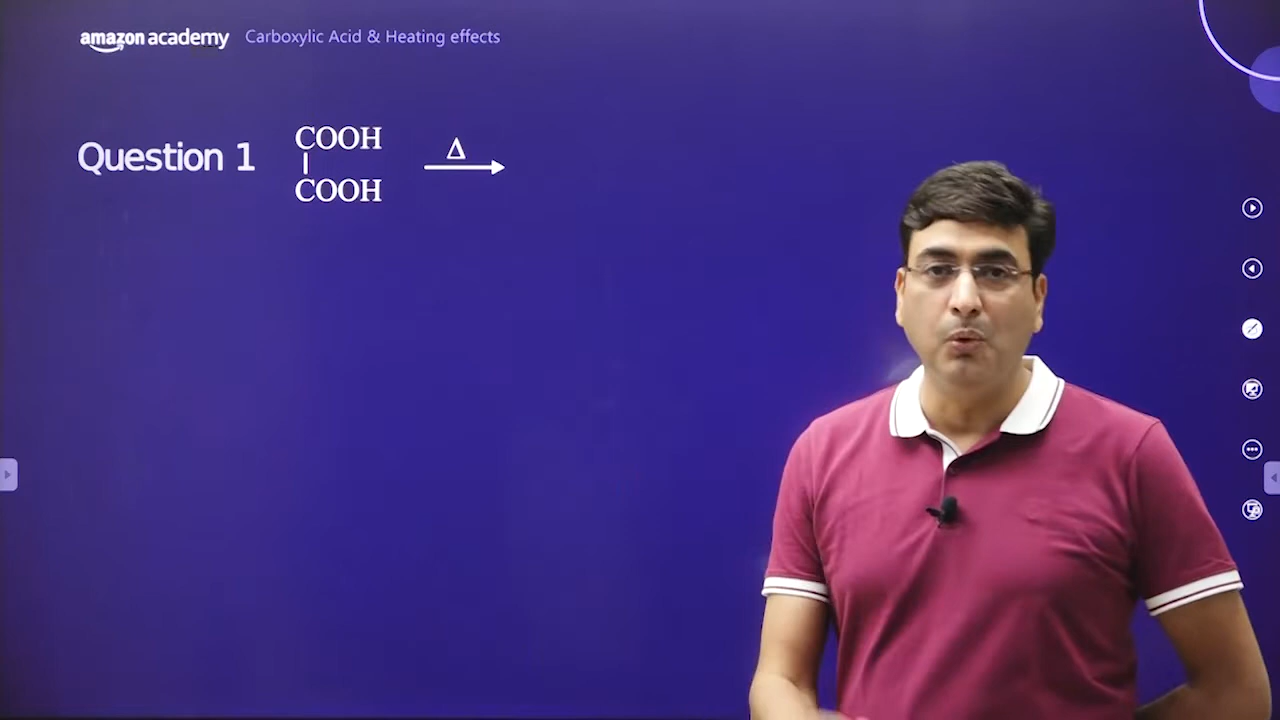 amazon academy Carboxylic Acid & Heating effects
COOH
Question 1 | Δ
COOH